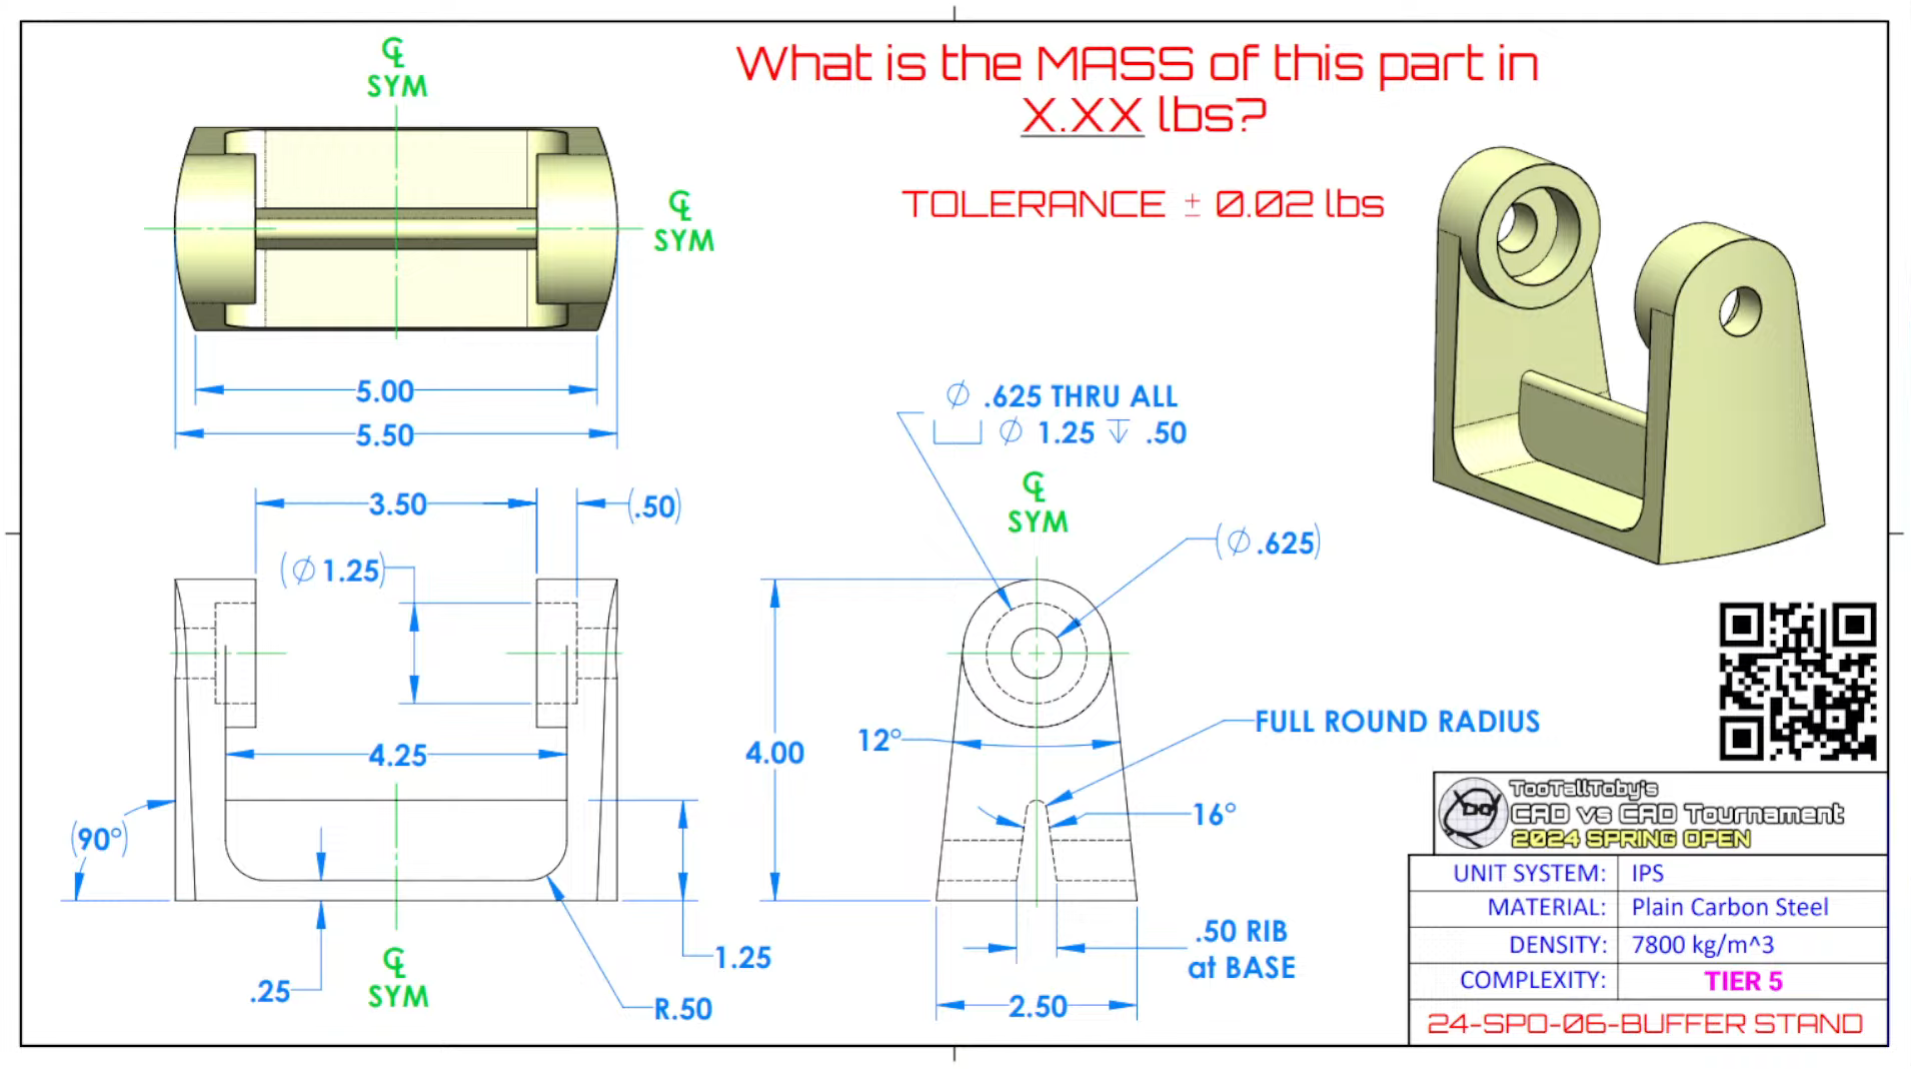 What is the MASS of this part in
X.XX lbs?
TOLERANCE ± 0.02 lbs
℄
SYM
℄
SYM
5.00
5.50
3.50
(.50)
(∅ 1.25)
4.25
(90°)
.25
℄
SYM
1.25
R.50
∅ .625 THRU ALL
⌴ ∅ 1.25 ↧ .50
℄
SYM
(∅ .625)
4.00
12°
FULL ROUND RADIUS
16°
.50 RIB
at BASE
2.50
TooTallToby's
CAD vs CAD Tournament
2024 SPRING OPEN
UNIT SYSTEM: IPS
MATERIAL: Plain Carbon Steel
DENSITY: 7800 kg/m^3
COMPLEXITY: TIER 5
24-SPO-06-BUFFER STAND